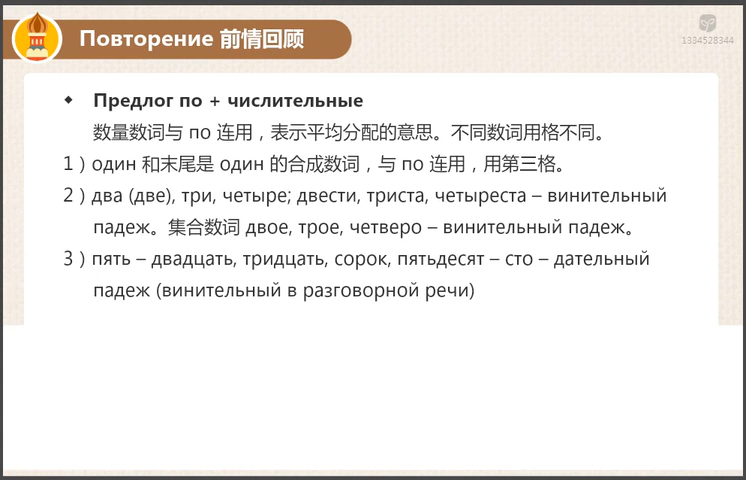 Повторение 前情回顾
1334528344
◆ Предлог по + числительные
数量数词与 по 连用，表示平均分配的意思。不同数词用格不同。
1）один 和末尾是 один 的合成数词，与 по 连用，用第三格。
2）два (две), три, четыре; двести, триста, четыреста – винительный
падеж。集合数词 двое, трое, четверо – винительный падеж。
3）пять – двадцать, тридцать, сорок, пятьдесят – сто – дательный
падеж (винительный в разговорной речи)